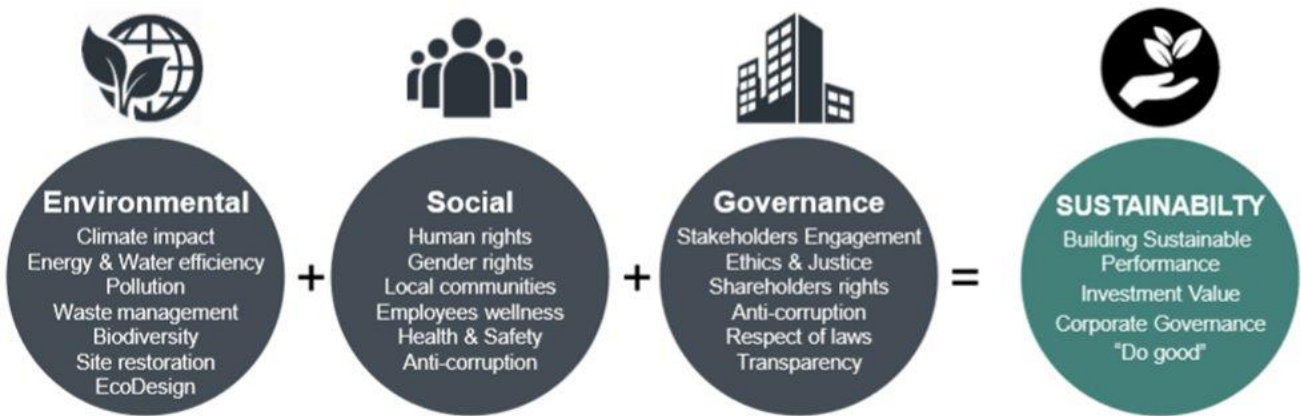 Environmental
Climate impact
Energy & Water efficiency
Pollution
Waste management
Biodiversity
Site restoration
EcoDesign
+
Social
Human rights
Gender rights
Local communities
Employees wellness
Health & Safety
Anti-corruption
+
Governance
Stakeholders Engagement
Ethics & Justice
Shareholders rights
Anti-corruption
Respect of laws
Transparency
=
SUSTAINABILTY
Building Sustainable
Performance
Investment Value
Corporate Governance
"Do good"